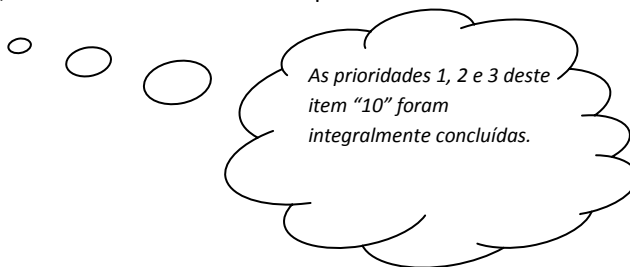 As prioridades 1, 2 e 3 deste
item “10” foram
integralmente concluídas.